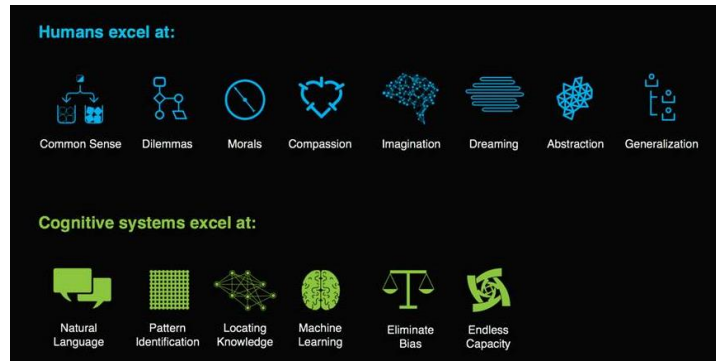 Humans excel at:
Common Sense Dilemmas Morals Compassion Imagination Dreaming Abstraction Generalization
Cognitive systems excel at:
Natural Pattern Locating Machine Eliminate Endless
Language Identification Knowledge Learning Bias Capacity